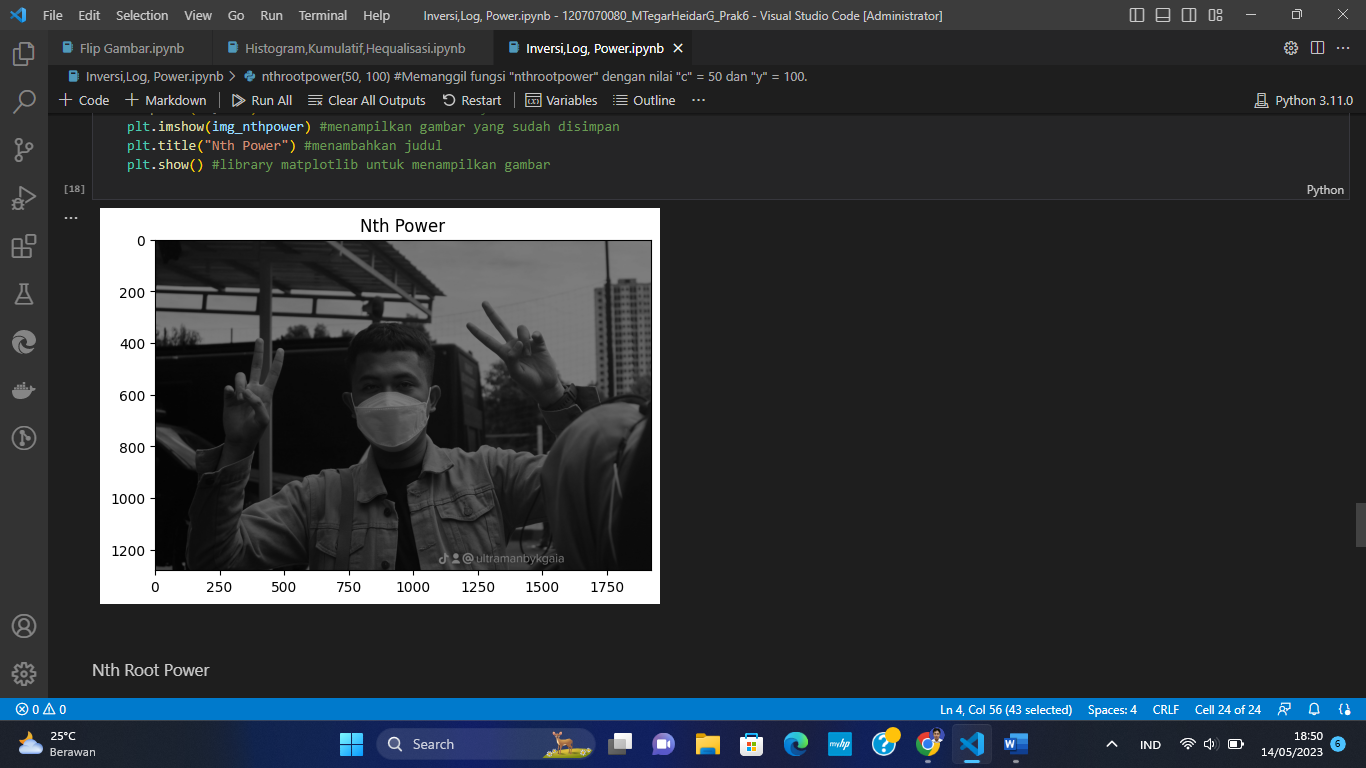 File Edit Selection View Go Run Terminal Help Inversi,Log, Power.ipynb - 1207070080_MTegarHeidarG_Prak6 - Visual Studio Code [Administrator]
Flip Gambar.ipynb Histogram,Kumulatif,Hequalisasi.ipynb Inversi,Log, Power.ipynb
Inversi,Log, Power.ipynb > nthrootpower(50, 100) #Memanggil fungsi "nthrootpower" dengan nilai "c" = 50 dan "y" = 100.
+ Code + Markdown Run All Clear All Outputs Restart Variables Outline ··· Python 3.11.0
plt.imshow(img_nthpower) #menampilkan gambar yang sudah disimpan
plt.title("Nth Power") #menambahkan judul
plt.show() #library matplotlib untuk menampilkan gambar
[18] Python
Nth Power
0
200
400
600
800
1000
1200
@ultramanbykgaia
0 250 500 750 1000 1250 1500 1750
Nth Root Power
0 0 Ln 4, Col 56 (43 selected) Spaces: 4 CRLF Cell 24 of 24
25°C
Berawan
Search
myhp
IND
18:50
14/05/2023
6